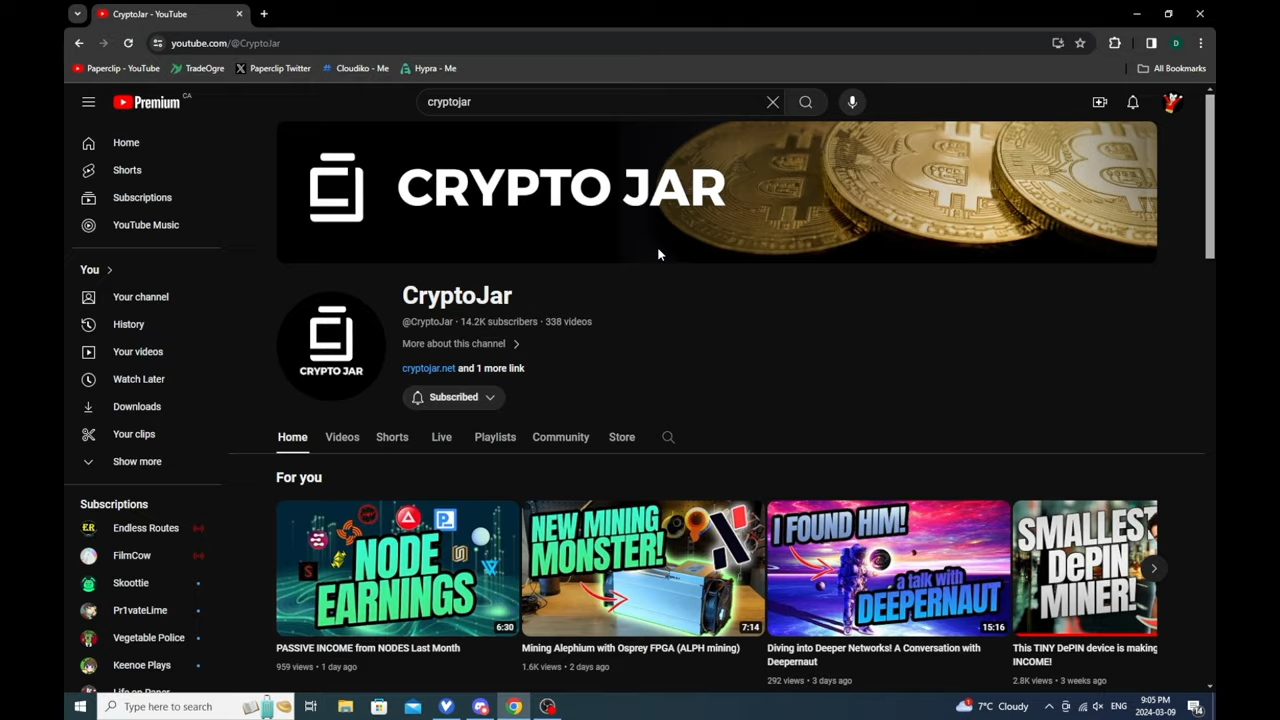 CryptoJar - YouTube
youtube.com/@CryptoJar
D
Paperclip - YouTube
TradeOgre
Paperclip Twitter
Cloudiko - Me
Hypra - Me
All Bookmarks
Premium CA
cryptojar
Home
Shorts
Subscriptions
YouTube Music
You
Your channel
History
Your videos
Watch Later
Downloads
Your clips
Show more
Subscriptions
Endless Routes
FilmCow
Skoottie
Pr1vateLime
Vegetable Police
Keenoe Plays
CRYPTO JAR
CRYPTO JAR
CryptoJar
@CryptoJar · 14.2K subscribers · 338 videos
More about this channel
cryptojar.net and 1 more link
Subscribed
Home
Videos
Shorts
Live
Playlists
Community
Store
For you
NODE
EARNINGS
6:30
PASSIVE INCOME from NODES Last Month
959 views · 1 day ago
NEW MINING
MONSTER!
7:14
Mining Alephium with Osprey FPGA (ALPH mining)
1.6K views · 2 days ago
I FOUND HIM!
a talk with
DEEPERNAUT
15:16
Diving into Deeper Networks! A Conversation with
Deepernaut
292 views · 3 days ago
SMALLEST
DePIN
MINER!
This TINY DePIN device is making
INCOME!
2.8K views · 3 weeks ago
Type here to search
7°C Cloudy
ENG
9:05 PM
2024-03-09
14